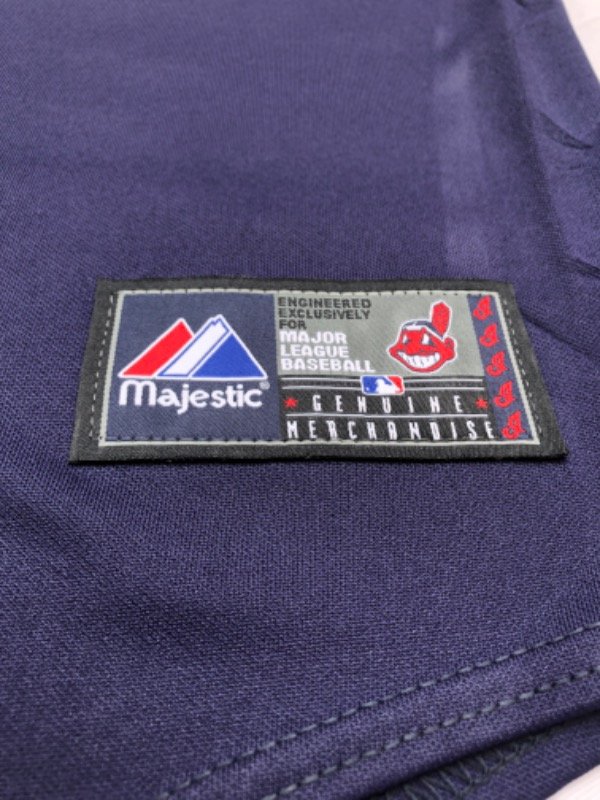 Majestic®
ENGINEERED
EXCLUSIVELY
FOR
MAJOR
LEAGUE
BASEBALL
GENUINE
MERCHANDISE